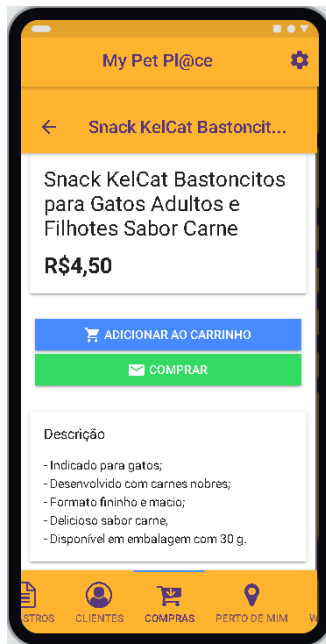 My Pet Pl@ce
Snack KelCat Bastoncit...
Snack KelCat Bastoncitos
para Gatos Adultos e
Filhotes Sabor Carne
R$4,50
ADICIONAR AO CARRINHO
COMPRAR
Descrição
- Indicado para gatos;
- Desenvolvido com carnes nobres;
- Formato fininho e macio;
- Delicioso sabor carne,
- Disponível em embalagem com 30 g.
STROS CLIENTES COMPRAS PERTO DE MIM W